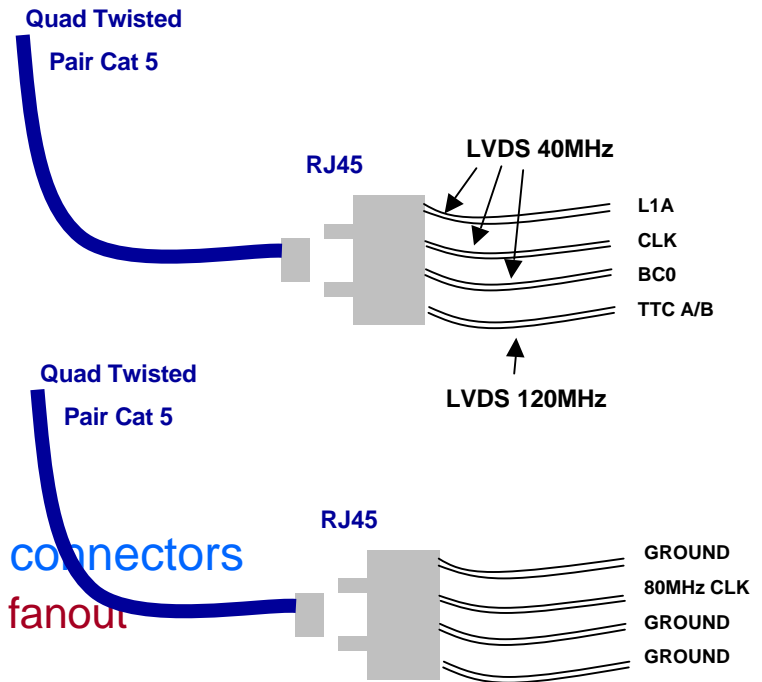 Quad Twisted
Pair Cat 5
LVDS 40MHz
RJ45
L1A
CLK
BC0
TTC A/B
LVDS 120MHz
Quad Twisted
Pair Cat 5
RJ45
connectors
fanout
GROUND
80MHz CLK
GROUND
GROUND